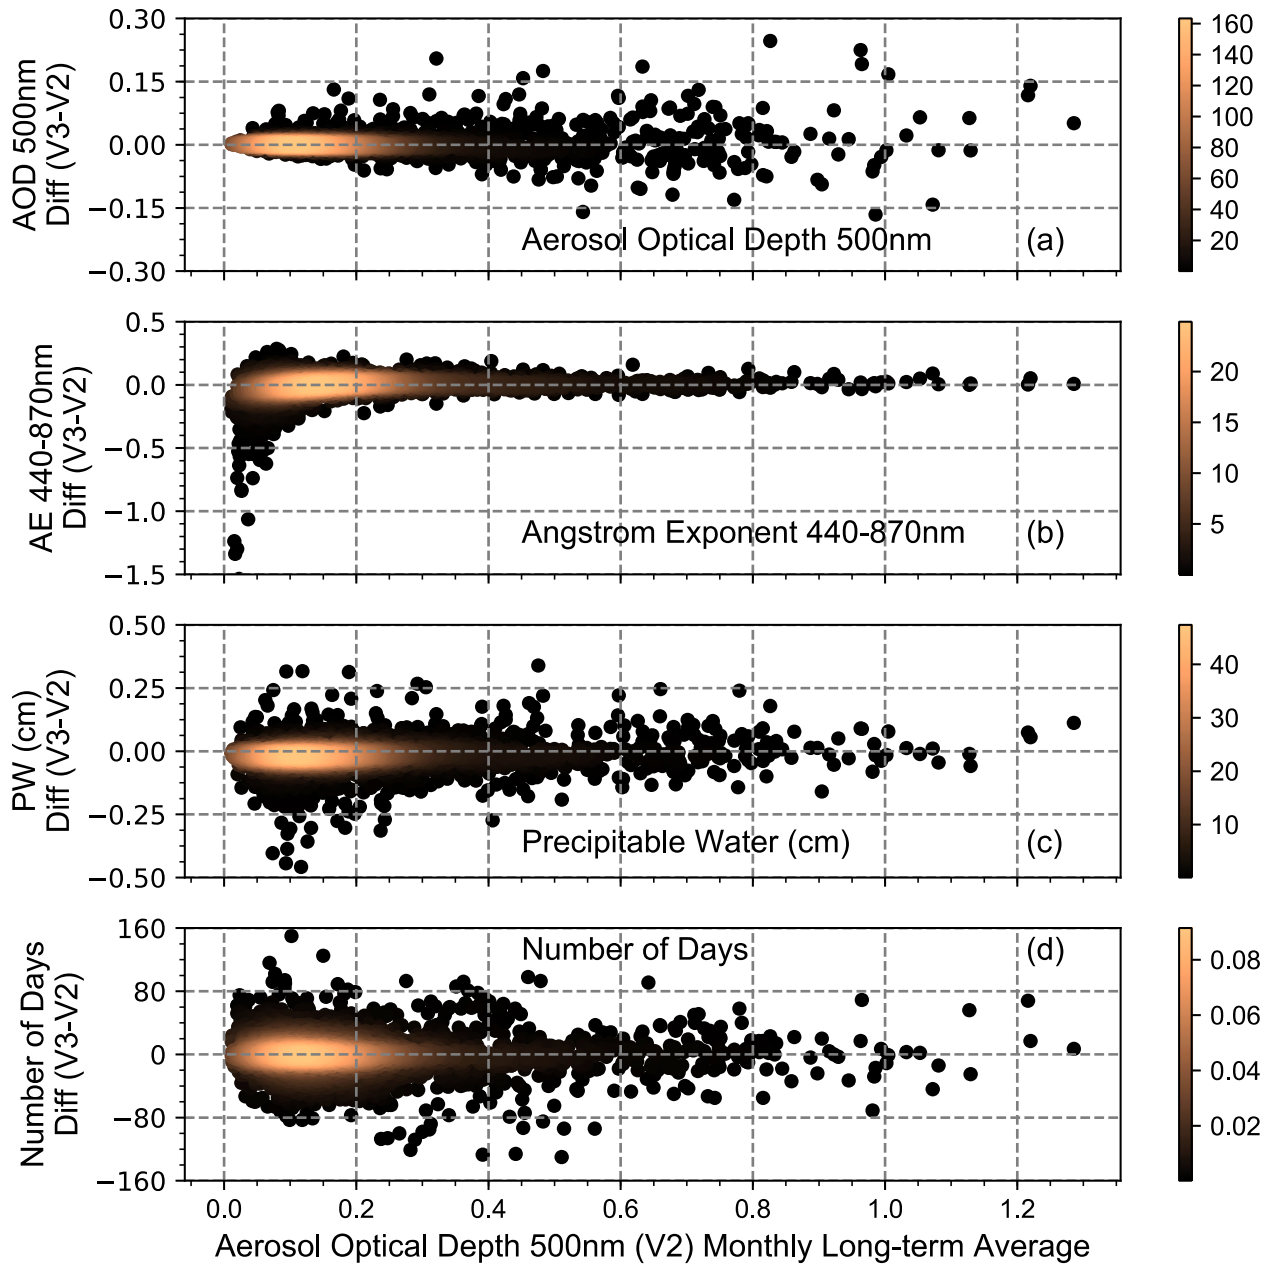 0.30
0.15
0.00
−0.15
−0.30
AOD 500nm
Diff (V3-V2)
Aerosol Optical Depth 500nm
(a)
160
140
120
100
80
60
40
20
0.5
0.0
−0.5
−1.0
−1.5
AE 440-870nm
Diff (V3-V2)
Angstrom Exponent 440-870nm
(b)
20
15
10
5
0.50
0.25
0.00
−0.25
−0.50
PW (cm)
Diff (V3-V2)
Precipitable Water (cm)
(c)
40
30
20
10
160
80
0
−80
−160
Number of Days
Diff (V3-V2)
Number of Days
(d)
0.08
0.06
0.04
0.02
0.0 0.2 0.4 0.6 0.8 1.0 1.2
Aerosol Optical Depth 500nm (V2) Monthly Long-term Average